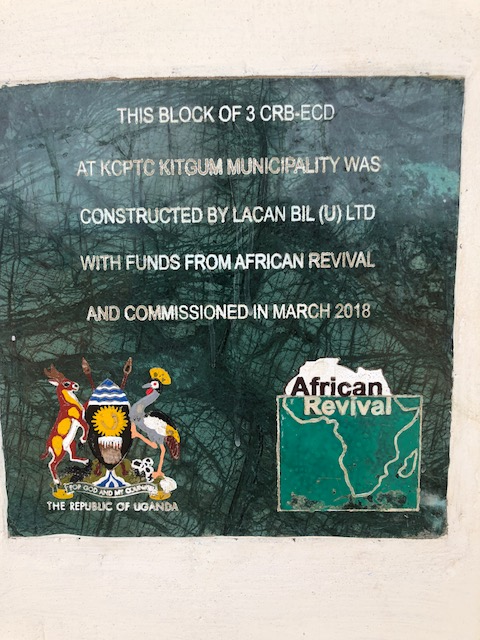 THIS BLOCK OF 3 CRB-ECD
AT KCPTC KITGUM MUNICIPALITY WAS
CONSTRUCTED BY LACAN BIL (U) LTD
WITH FUNDS FROM AFRICAN REVIVAL
AND COMMISSIONED IN MARCH 2018
African
Revival
FOR GOD AND MY COUNTRY
THE REPUBLIC OF UGANDA